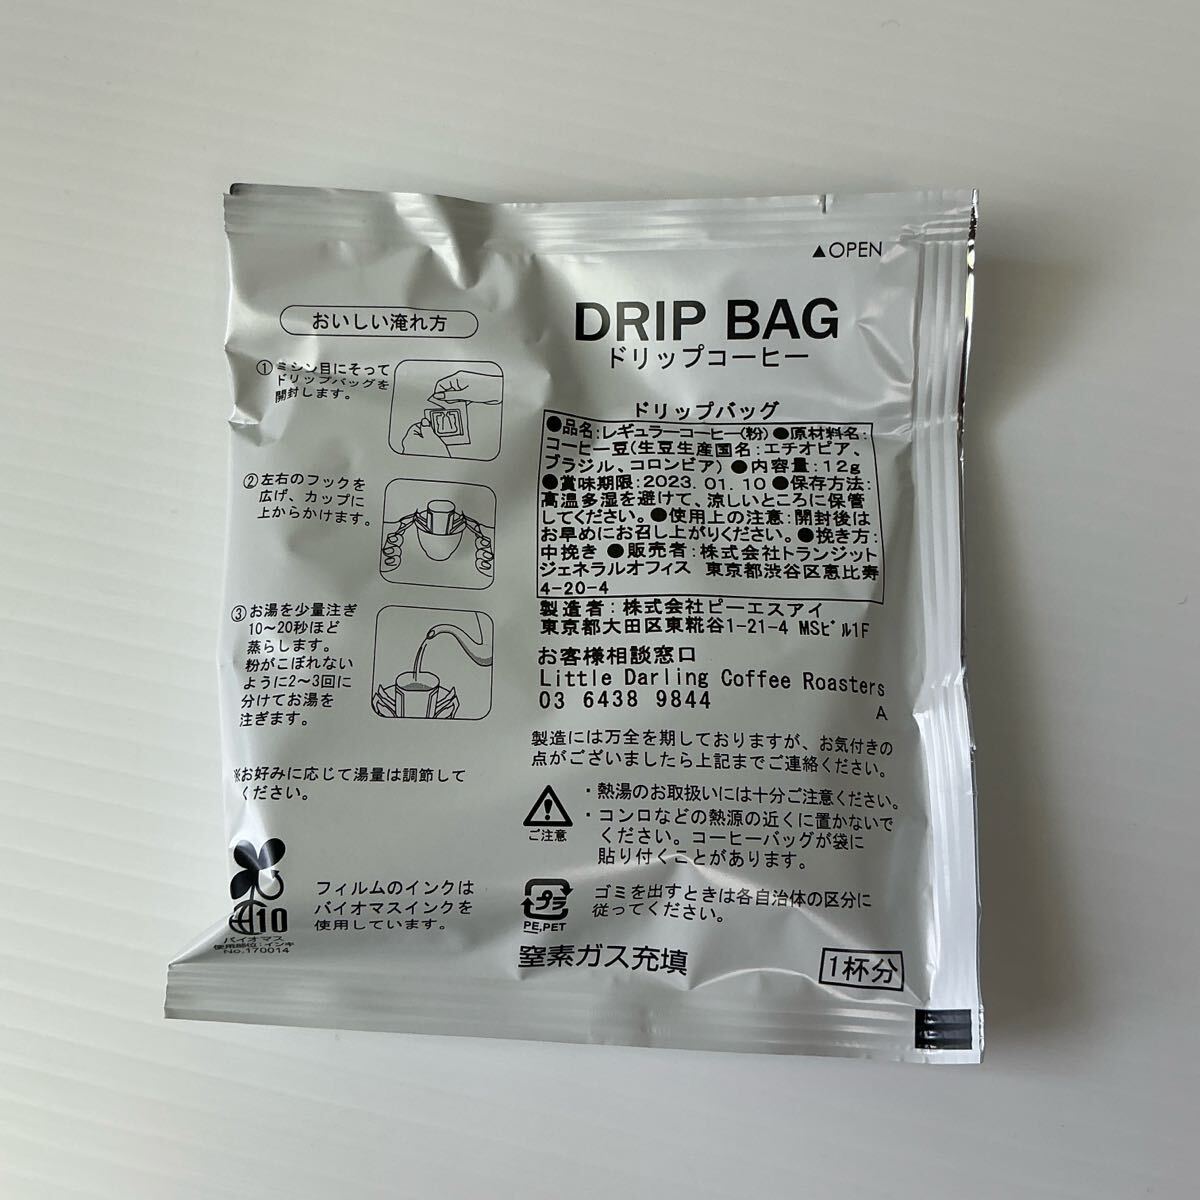 ▲OPEN
DRIP BAG
ドリップコーヒー
おいしい淹れ方
①ミシン目にそって
ドリップバッグを
開封します。
②左右のフックを
広げ、カップに
上からかけます。
③お湯を少量注ぎ
10～20秒ほど
蒸らします。
粉がこぼれない
ように2～3回に
分けてお湯を
注ぎます。
※お好みに応じて湯量は調節して
ください。
ドリップバッグ
●品名:レギュラーコーヒー(粉)●原材料名:
コーヒー豆(生豆生産国名:エチオピア、
ブラジル、コロンビア)●内容量:12g
●賞味期限:2023.01.10●保存方法:
高温多湿を避けて、涼しいところに保管
してください。●使用上の注意:開封後は
お早めにお召し上がりください。●挽き方:
中挽き●販売者:株式会社トランジット
ジェネラルオフィス 東京都渋谷区恵比寿
4-20-4
製造者:株式会社ピーエスアイ
東京都大田区東糀谷1-21-4 MSﾋﾞﾙ1F
お客様相談窓口
Little Darling Coffee Roasters
03 6438 9844
A
製造には万全を期しておりますが、お気付きの
点がございましたら上記までご連絡ください。
ご注意
・熱湯のお取扱いには十分ご注意ください。
・コンロなどの熱源の近くに置かないで
ください。コーヒーバッグが袋に
貼り付くことがあります。
プラ
PE,PET
ゴミを出すときは各自治体の区分に
従ってください。
窒素ガス充填
1杯分
10
バイオマス
使用部位:インキ
No.170014
フィルムのインクは
バイオマスインクを
使用しています。